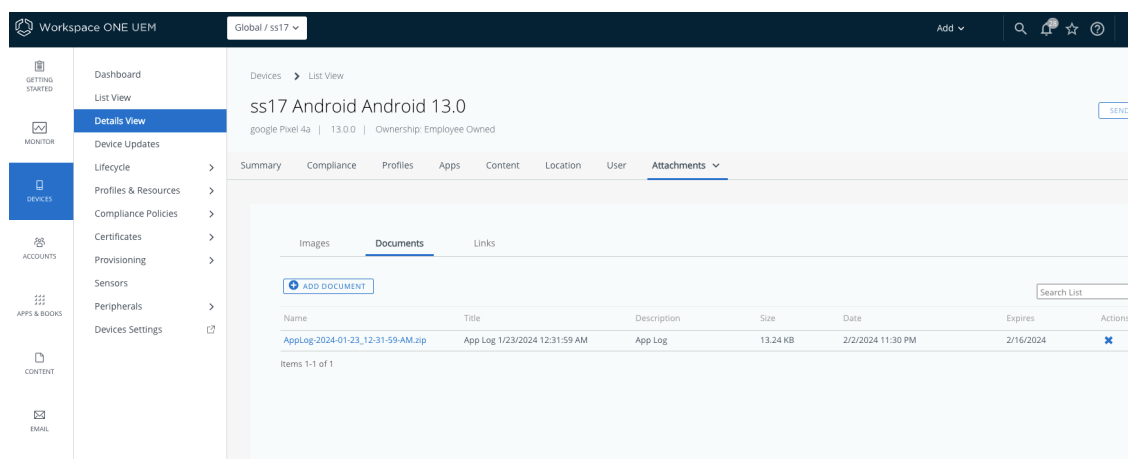 Workspace ONE UEM
Global / ss17
Add
28
GETTING STARTED
MONITOR
DEVICES
ACCOUNTS
APPS & BOOKS
CONTENT
EMAIL
Dashboard
List View
Details View
Device Updates
Lifecycle
Profiles & Resources
Compliance Policies
Certificates
Provisioning
Sensors
Peripherals
Devices Settings
Devices > List View
ss17 Android Android 13.0
google Pixel 4a | 13.0.0 | Ownership: Employee Owned
SEND
Summary Compliance Profiles Apps Content Location User Attachments
Images Documents Links
ADD DOCUMENT
Search List
Name Title Description Size Date Expires Actions
AppLog-2024-01-23_12-31-59-AM.zip App Log 1/23/2024 12:31:59 AM App Log 13.24 KB 2/2/2024 11:30 PM 2/16/2024
Items 1-1 of 1